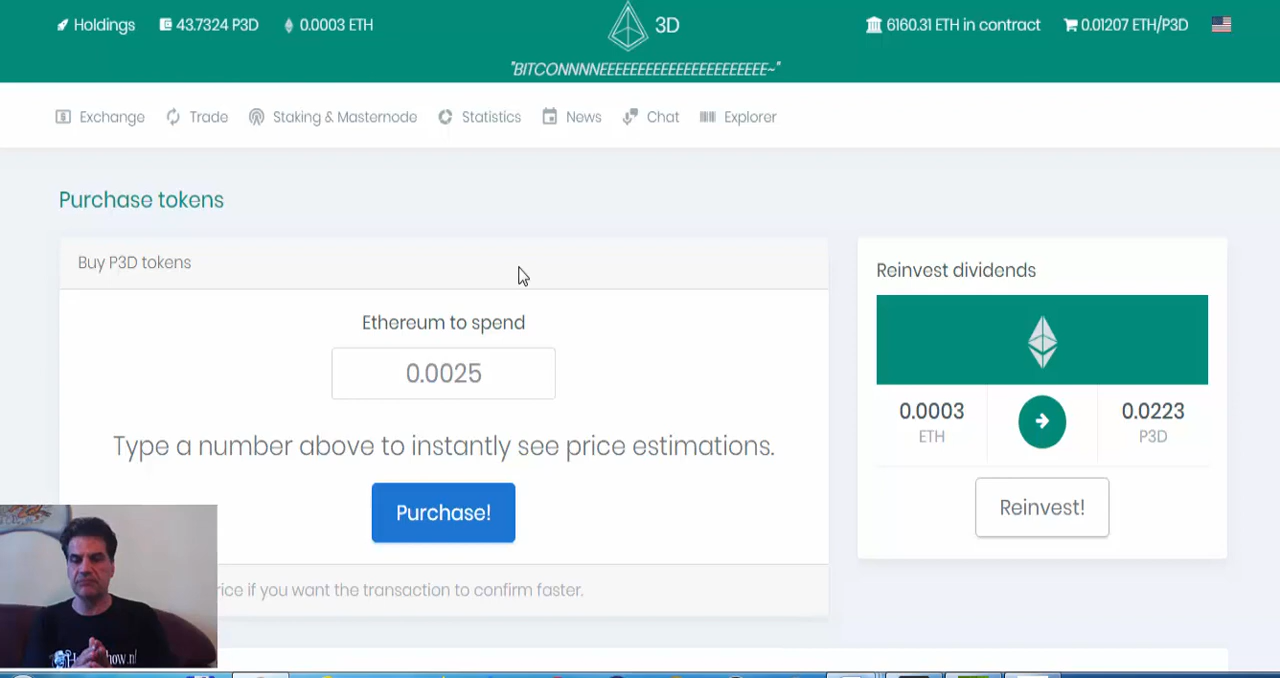 Holdings 43.7324 P3D 0.0003 ETH 3D 6160.31 ETH in contract 0.01207 ETH/P3D
"BITCONNNNEEEEEEEEEEEEEEEEEEEEEEE~"
Exchange Trade Staking & Masternode Statistics News Chat Explorer
Purchase tokens
Buy P3D tokens
Ethereum to spend
0.0025
Type a number above to instantly see price estimations.
Purchase!
if you want the transaction to confirm faster.
Reinvest dividends
0.0003 0.0223
ETH P3D
Reinvest!